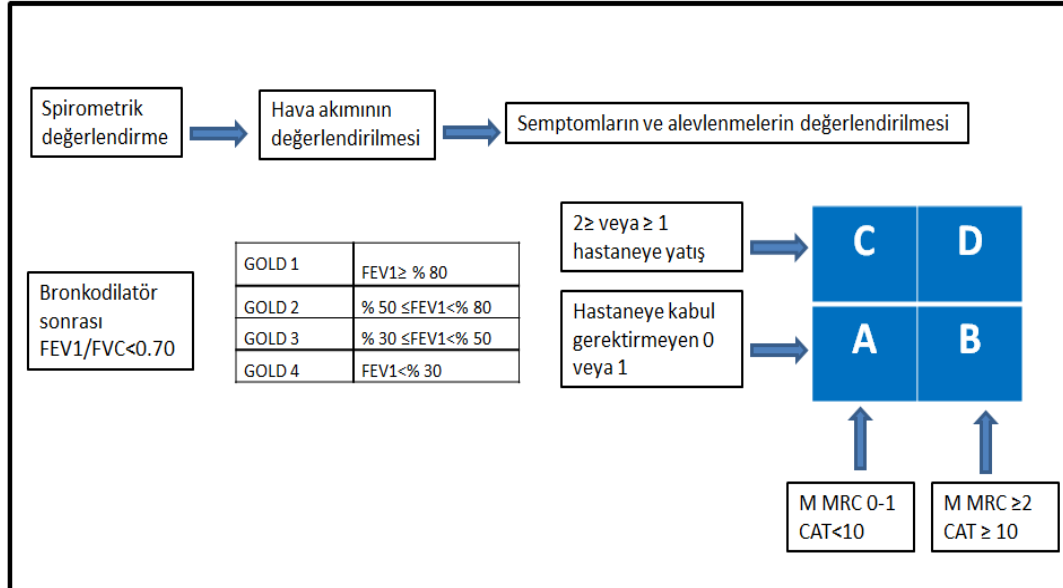 Spirometrik
değerlendirme
Hava akımının
değerlendirilmesi
Semptomların ve alevlenmelerin değerlendirilmesi
Bronkodilatör
sonrası
FEV1/FVC<0.70
GOLD 1 FEV1≥ % 80
GOLD 2 % 50 ≤FEV1<% 80
GOLD 3 % 30 ≤FEV1<% 50
GOLD 4 FEV1<% 30
2≥ veya ≥ 1
hastaneye yatış
Hastaneye kabul
gerektirmeyen 0
veya 1
C D
A B
M MRC 0-1
CAT<10
M MRC ≥2
CAT ≥ 10